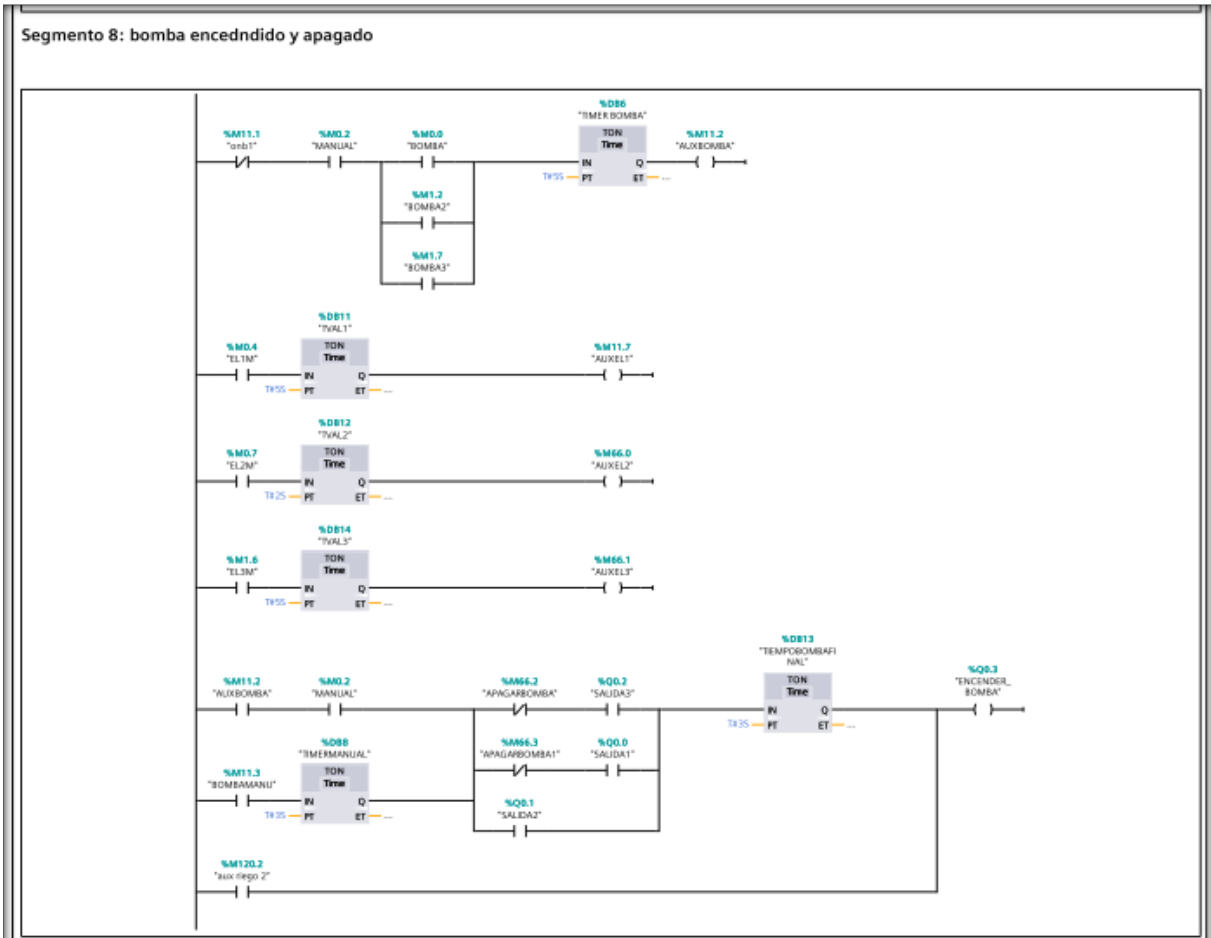 Segmento 8: bomba encedndido y apagado
%DB6
"TIMER BOMBA"
%M11.1
"onb1"
%M0.2
"MANUAL"
%M0.0
"BOMBA"
TON
Time
%M11.2
"AUXBOMBA"
IN
Q
T#5S
PT
ET
...
%M1.2
"BOMBA2"
%M1.7
"BOMBA3"
%DB11
"TVAL1"
%M0.4
"EL1M"
TON
Time
%M11.7
"AUXEL1"
IN
Q
T#5S
PT
ET
...
%DB12
"TVAL2"
%M0.7
"EL2M"
TON
Time
%M66.0
"AUXEL2"
IN
Q
T#2S
PT
ET
...
%DB14
"TVAL3"
%M1.6
"EL3M"
TON
Time
%M66.1
"AUXEL3"
IN
Q
T#5S
PT
ET
...
%DB13
"TIEMPOBOMBAFI
NAL"
%M11.2
"AUXBOMBA"
%M0.2
"MANUAL"
%M66.2
"APAGARBOMBA"
%Q0.2
"SALIDA3"
TON
Time
%Q0.3
"ENCENDER_
BOMBA"
IN
Q
T#3S
PT
ET
...
%DB8
"TIMERMANUAL"
%M66.3
"APAGARBOMBA1"
%Q0.0
"SALIDA1"
%M11.3
"BOMBAMANU"
TON
Time
IN
Q
T#3S
PT
ET
...
%Q0.1
"SALIDA2"
%M120.2
"aux riego 2"